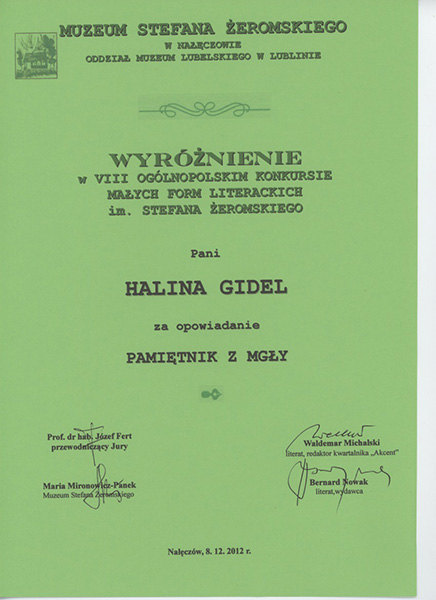 MUZEUM STEFANA ŻEROMSKIEGO
W NAŁĘCZOWIE
ODDZIAŁ MUZEUM LUBELSKIEGO W LUBLINIE
WYRÓŻNIENIE
w VIII OGÓLNOPOLSKIM KONKURSIE
MAŁYCH FORM LITERACKICH
im. STEFANA ŻEROMSKIEGO
Pani
HALINA GIDEL
za opowiadanie
PAMIĘTNIK Z MGŁY
Prof. dr hab. Józef Fert
przewodniczący Jury
Waldemar Michalski
literat, redaktor kwartalnika „Akcent”
Maria Mironowicz-Panek
Muzeum Stefana Żeromskiego
Bernard Nowak
literat,wydawca
Nałęczów, 8. 12. 2012 r.